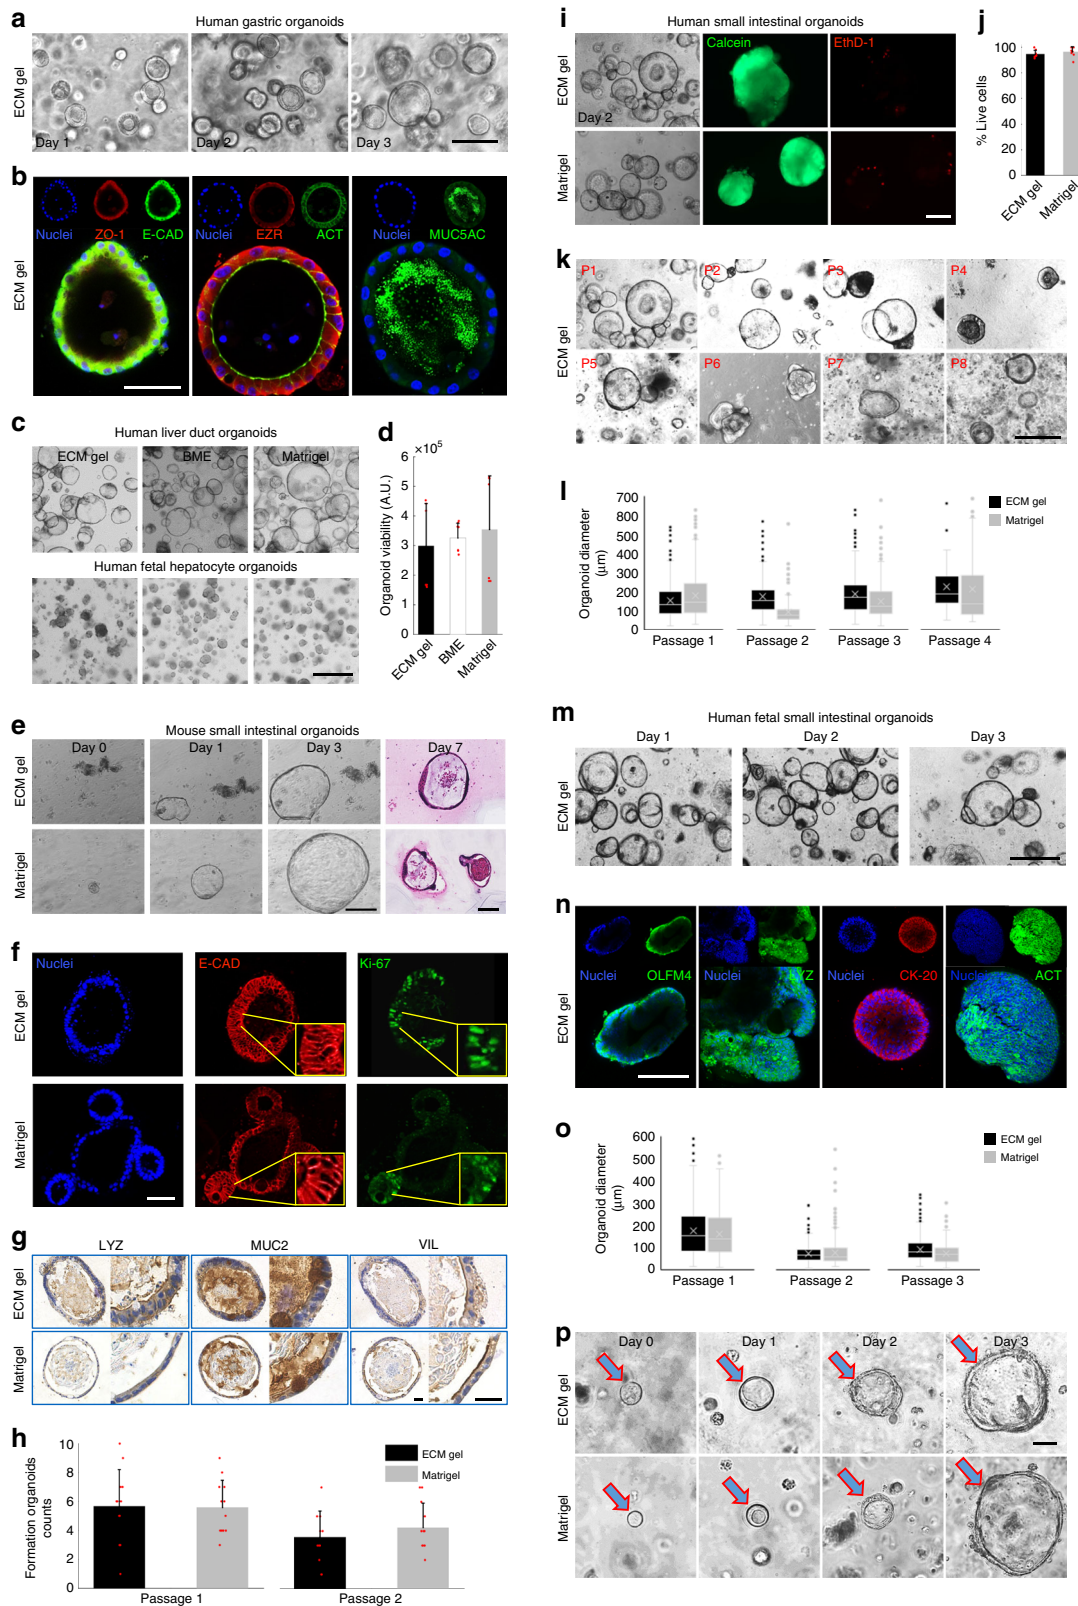 a
Human gastric organoids
ECM gel
Day 1
Day 2
Day 3
b
Nuclei
ZO-1
E-CAD
Nuclei
EZR
ACT
Nuclei
MUC5AC
ECM gel
c
Human liver duct organoids
ECM gel
BME
Matrigel
Human fetal hepatocyte organoids
d
×10⁵
6
5
4
3
2
1
0
Organoid viability (A.U.)
ECM gel
BME
Matrigel
e
Mouse small intestinal organoids
Day 0
Day 1
Day 3
Day 7
ECM gel
Matrigel
f
Nuclei
E-CAD
Ki-67
ECM gel
Matrigel
g
LYZ
MUC2
VIL
ECM gel
Matrigel
h
10
8
6
4
2
0
Formation organoids
counts
ECM gel
Matrigel
Passage 1
Passage 2
i
Human small intestinal organoids
Calcein
EthD-1
ECM gel
Day 2
Matrigel
j
100
80
60
40
20
0
% Live cells
ECM gel
Matrigel
k
P1
P2
P3
P4
ECM gel
P5
P6
P7
P8
l
700
800
500
400
300
200
100
0
Organoid diameter
(µm)
ECM gel
Matrigel
Passage 1
Passage 2
Passage 3
Passage 4
m
Human fetal small intestinal organoids
Day 1
Day 2
Day 3
ECM gel
n
Nuclei
OLFM4
Nuclei
LYZ
Nuclei
CK-20
Nuclei
ACT
ECM gel
o
600
500
400
300
200
100
0
Organoid diameter
(µm)
ECM gel
Matrigel
Passage 1
Passage 2
Passage 3
p
Day 0
Day 1
Day 2
Day 3
ECM gel
Matrigel